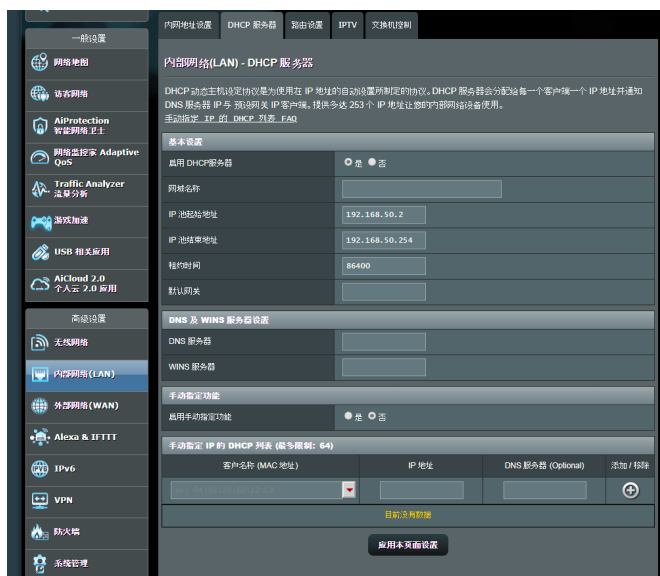 内网地址设置 DHCP 服务器 路由设置 IPTV 交换机控制
一般设置
网络地图
访客网络
AiProtection
智能网络卫士
网络监控家 Adaptive
QoS
Traffic Analyzer
流量分析
游戏加速
USB 相关应用
AiCloud 2.0
个人云 2.0 应用
高级设置
无线网络
内部网络(LAN)
外部网络(WAN)
Alexa & IFTTT
IPv6
VPN
防火墙
系统管理
内部网络(LAN) - DHCP 服务器
DHCP 动态主机设定协议是为使用在 IP 地址的自动设置所制定的协议。DHCP 服务器会分配给每一个客户端一个 IP 地址并通知
DNS 服务器 IP 与 预设网关 IP 客户端。提供多达 253 个 IP 地址让您的内部网络设备使用。
手动指定 IP 的 DHCP 列表 FAQ
基本设置
启用 DHCP服务器 是 否
网域名称
IP 池起始地址 192.168.50.2
IP 池结束地址 192.168.50.254
租约时间 86400
默认网关
DNS 及 WINS 服务器设置
DNS 服务器
WINS 服务器
手动指定功能
启用手动指定功能 是 否
手动指定 IP 的 DHCP 列表 (最多限制: 64)
客户名称 (MAC 地址) IP 地址 DNS 服务器 (Optional) 添加 / 移除
目前没有数据
应用本页面设置